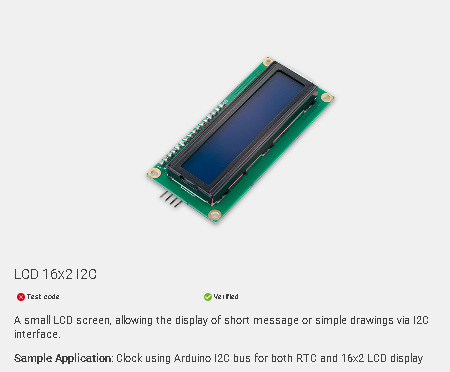 LCD 16x2 I2C
Test code
Verified
A small LCD screen, allowing the display of short message or simple drawings via I2C
interface.
Sample Application: Clock using Arduino I2C bus for both RTC and 16x2 LCD display